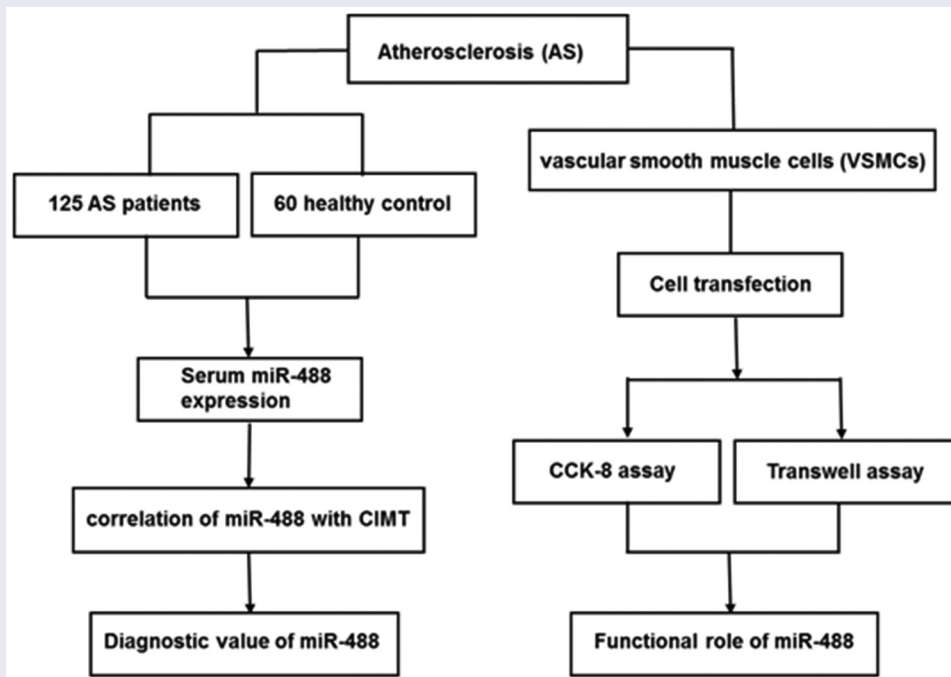 Atherosclerosis (AS)
125 AS patients
60 healthy control
Serum miR-488
expression
correlation of miR-488 with CIMT
Diagnostic value of miR-488
vascular smooth muscle cells (VSMCs)
Cell transfection
CCK-8 assay
Transwell assay
Functional role of miR-488